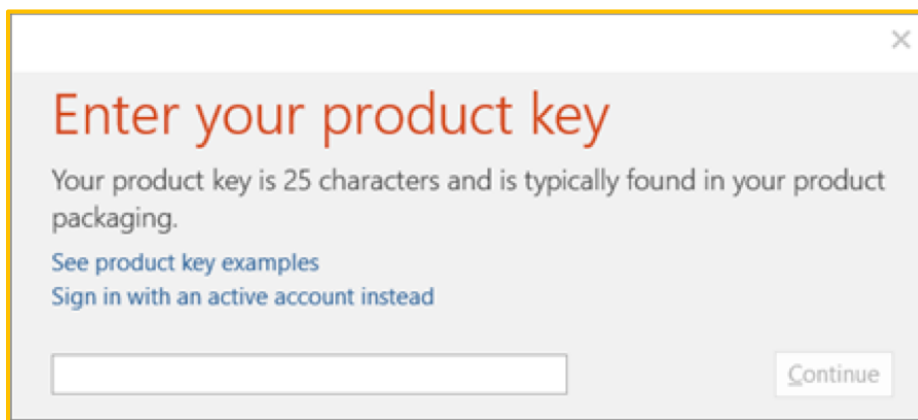 Enter your product key
Your product key is 25 characters and is typically found in your product
packaging.
See product key examples
Sign in with an active account instead
Continue